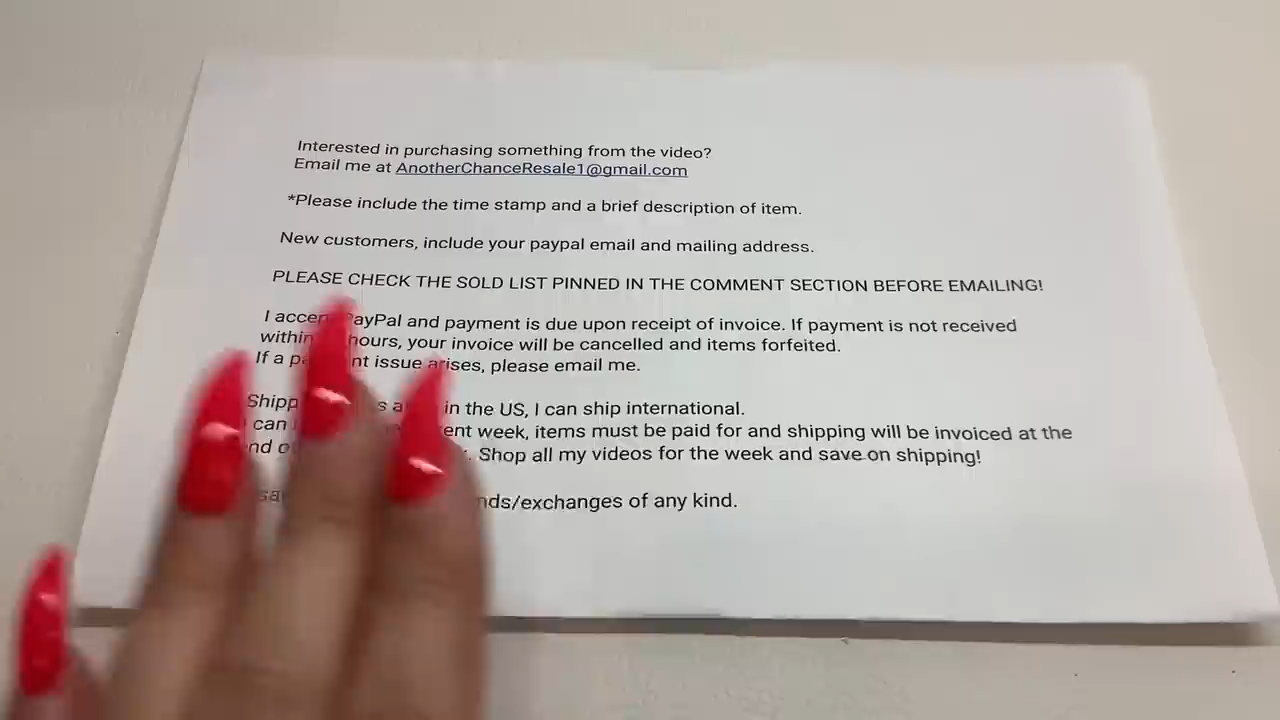 Interested in purchasing something from the video?
Email me at AnotherChanceResale1@gmail.com
*Please include the time stamp and a brief description of item.
New customers, include your paypal email and mailing address.
PLEASE CHECK THE SOLD LIST PINNED IN THE COMMENT SECTION BEFORE EMAILING!
I accept PayPal and payment is due upon receipt of invoice. If payment is not received
within hours, your invoice will be cancelled and items forfeited.
If a payment issue arises, please email me.
in the US, I can ship international.
can week, items must be paid for and shipping will be invoiced at the
Shop all my videos for the week and save on shipping!
of any kind.